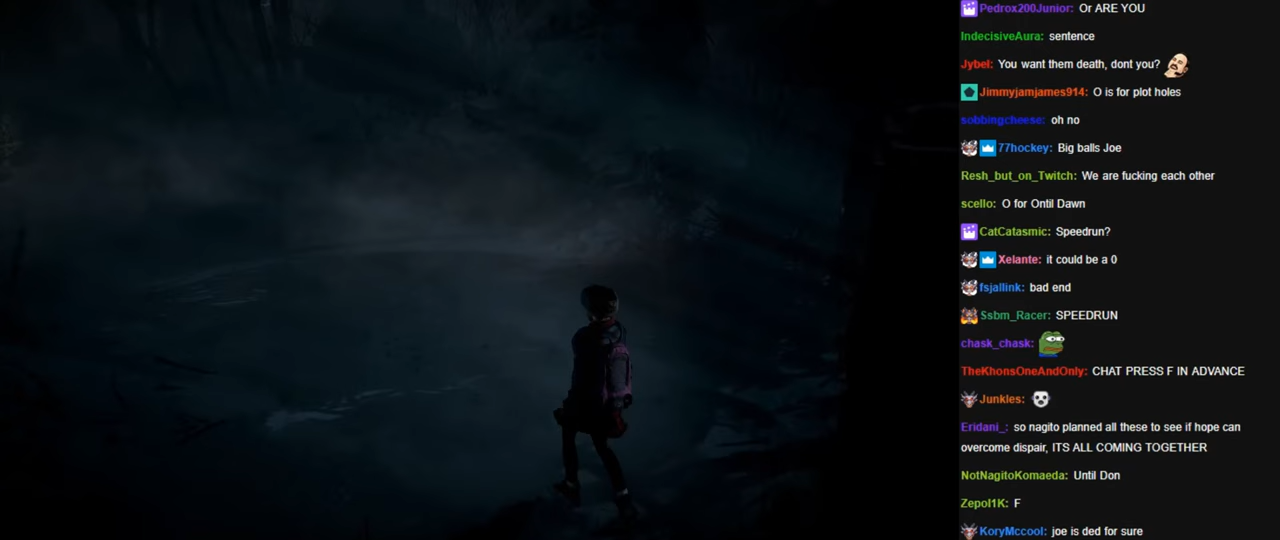 Pedrox200Junior: Or ARE YOU
IndecisiveAura: sentence
Jybel: You want them death, dont you?
Jimmyjamjames914: O is for plot holes
sobbingcheese: oh no
77hockey: Big balls Joe
Resh_but_on_Twitch: We are fucking each other
scello: O for Ontil Dawn
CatCatasmic: Speedrun?
Xelante: it could be a 0
fsjallink: bad end
Ssbm_Racer: SPEEDRUN
chask_chask:
TheKhonsOneAndOnly: CHAT PRESS F IN ADVANCE
Junkles:
Eridani_: so nagito planned all these to see if hope can
overcome dispair, ITS ALL COMING TOGETHER
NotNagitoKomaeda: Until Don
Zepol1K: F
KoryMccool: joe is ded for sure